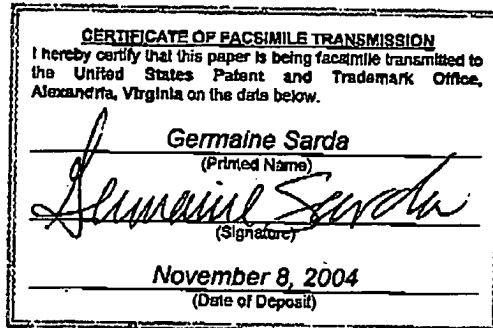 CERTIFICATE OF FACSIMILE TRANSMISSION
I hereby certify that this paper is being facsimile transmitted to
the United States Patent and Trademark Office,
Alexandria, Virginia on the date below.
Germaine Sarda
(Printed Name)
Germaine Sarda
(Signature)
November 8, 2004
(Date of Deposit)